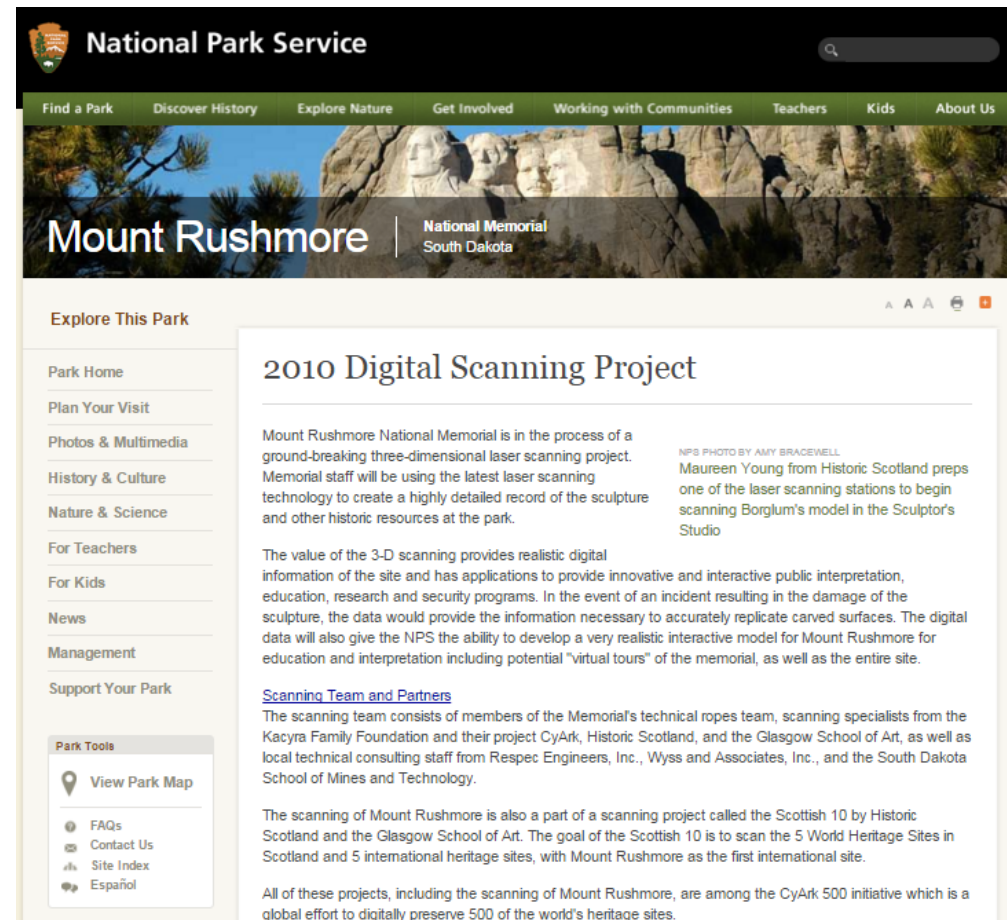 National Park Service
Find a Park Discover History Explore Nature Get Involved Working with Communities Teachers Kids About Us
Mount Rushmore
National Memorial
South Dakota
A A A
Explore This Park
Park Home
Plan Your Visit
Photos & Multimedia
History & Culture
Nature & Science
For Teachers
For Kids
News
Management
Support Your Park
Park Tools
View Park Map
FAQs
Contact Us
Site Index
Español
2010 Digital Scanning Project
Mount Rushmore National Memorial is in the process of a
ground-breaking three-dimensional laser scanning project.
Memorial staff will be using the latest laser scanning
technology to create a highly detailed record of the sculpture
and other historic resources at the park.
NPS PHOTO BY AMY BRACEWELL
Maureen Young from Historic Scotland preps
one of the laser scanning stations to begin
scanning Borglum's model in the Sculptor's
Studio
The value of the 3-D scanning provides realistic digital
information of the site and has applications to provide innovative and interactive public interpretation,
education, research and security programs. In the event of an incident resulting in the damage of the
sculpture, the data would provide the information necessary to accurately replicate carved surfaces. The digital
data will also give the NPS the ability to develop a very realistic interactive model for Mount Rushmore for
education and interpretation including potential "virtual tours" of the memorial, as well as the entire site.
Scanning Team and Partners
The scanning team consists of members of the Memorial's technical ropes team, scanning specialists from the
Kacyra Family Foundation and their project CyArk, Historic Scotland, and the Glasgow School of Art, as well as
local technical consulting staff from Respec Engineers, Inc., Wyss and Associates, Inc., and the South Dakota
School of Mines and Technology.
The scanning of Mount Rushmore is also a part of a scanning project called the Scottish 10 by Historic
Scotland and the Glasgow School of Art. The goal of the Scottish 10 is to scan the 5 World Heritage Sites in
Scotland and 5 international heritage sites, with Mount Rushmore as the first international site.
All of these projects, including the scanning of Mount Rushmore, are among the CyArk 500 initiative which is a
global effort to digitally preserve 500 of the world's heritage sites.